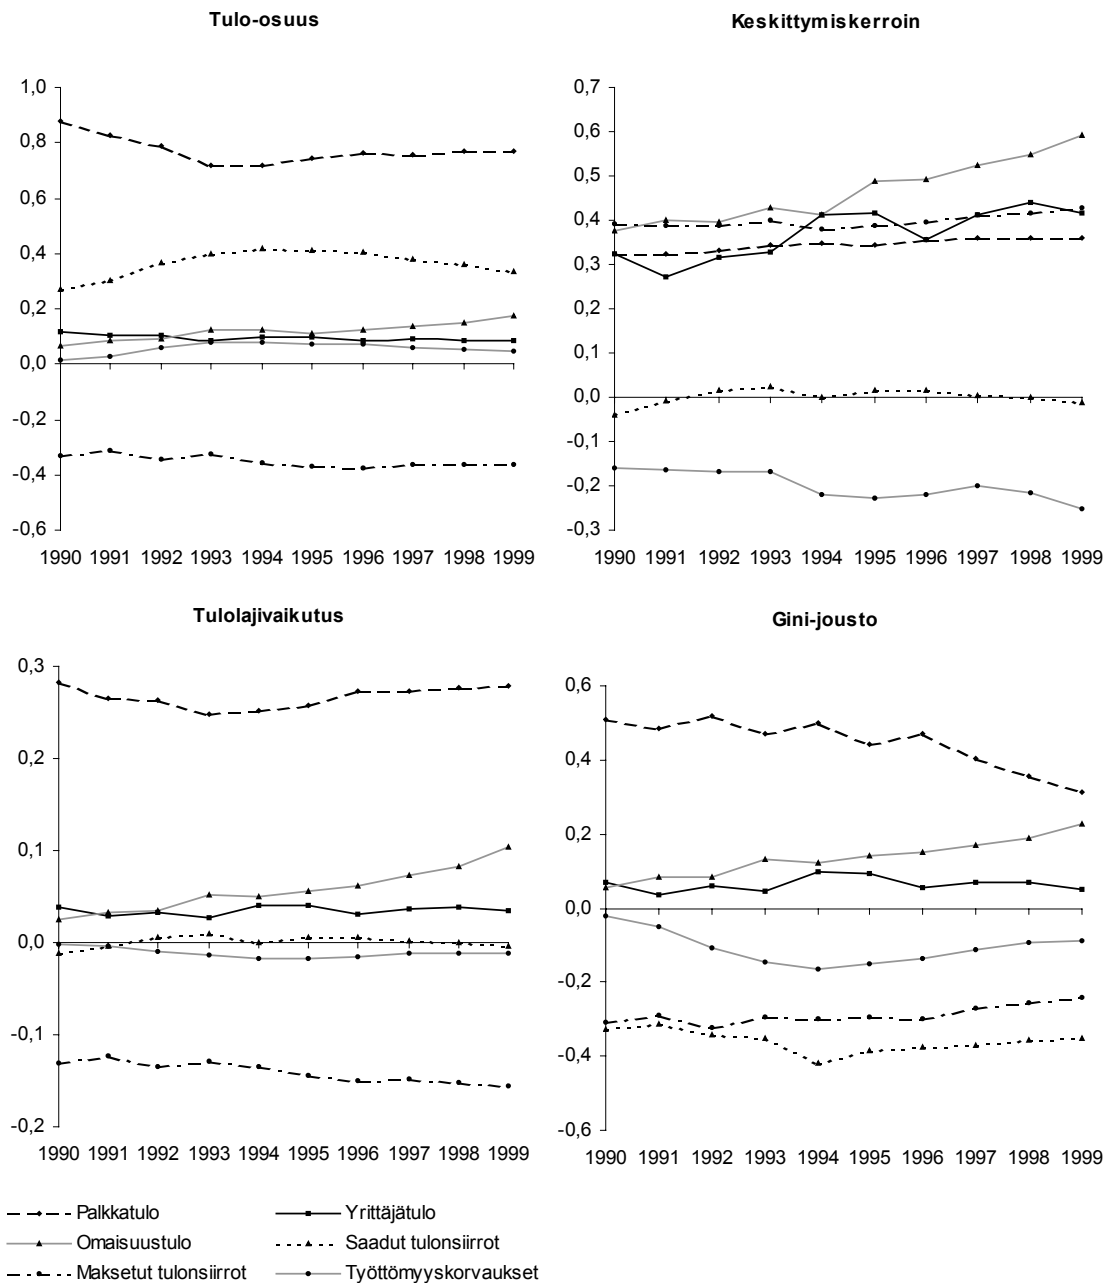 Tulo-osuus
1,0
0,8
0,6
0,4
0,2
0,0
-0,2
-0,4
-0,6
1990 1991 1992 1993 1994 1995 1996 1997 1998 1999
Keskittymiskerroin
0,7
0,6
0,5
0,4
0,3
0,2
0,1
0,0
-0,1
-0,2
-0,3
1990 1991 1992 1993 1994 1995 1996 1997 1998 1999
Tulolajivaikutus
0,3
0,2
0,1
0,0
-0,1
-0,2
1990 1991 1992 1993 1994 1995 1996 1997 1998 1999
Gini-jousto
0,6
0,4
0,2
0,0
-0,2
-0,4
-0,6
1990 1991 1992 1993 1994 1995 1996 1997 1998 1999
Palkkatulo
Yrittäjätulo
Omaisuustulo
Saadut tulonsiirrot
Maksetut tulonsiirrot
Työttömyyskorvaukset